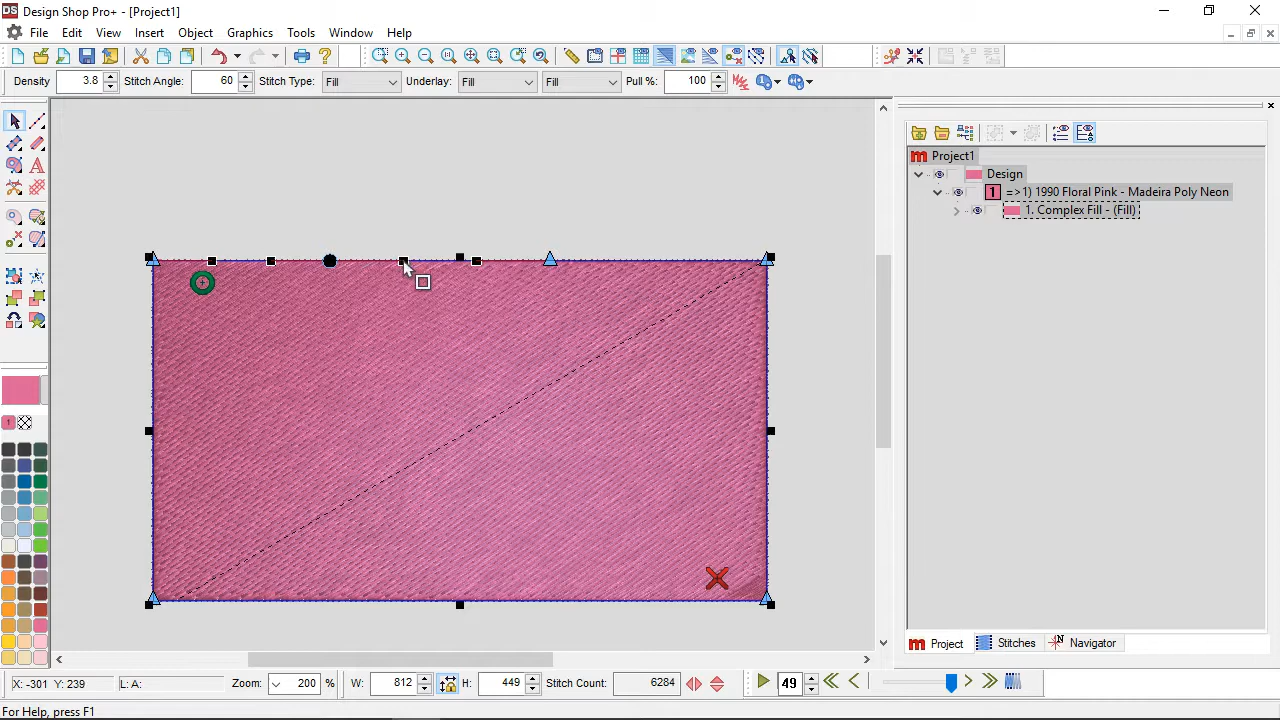 DS Design Shop Pro+ - [Project1]
File Edit View Insert Object Graphics Tools Window Help
Density 3.8 Stitch Angle: 60 Stitch Type: Fill Underlay: Fill Fill Pull %: 100
Project1
Design
1 =>1) 1990 Floral Pink - Madeira Poly Neon
1. Complex Fill - (Fill)
1
Project Stitches N Navigator
X: -301 Y: 239 L: A: Zoom: 200 % W: 812 H: 449 Stitch Count: 6284 49
For Help, press F1